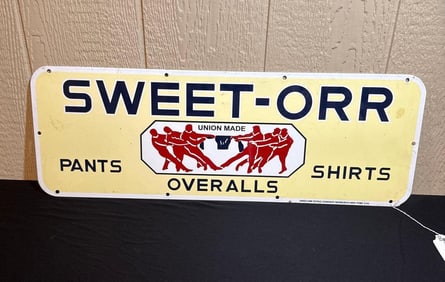 SWEET-ORR
UNION MADE
PANTS
SHIRTS
OVERALLS